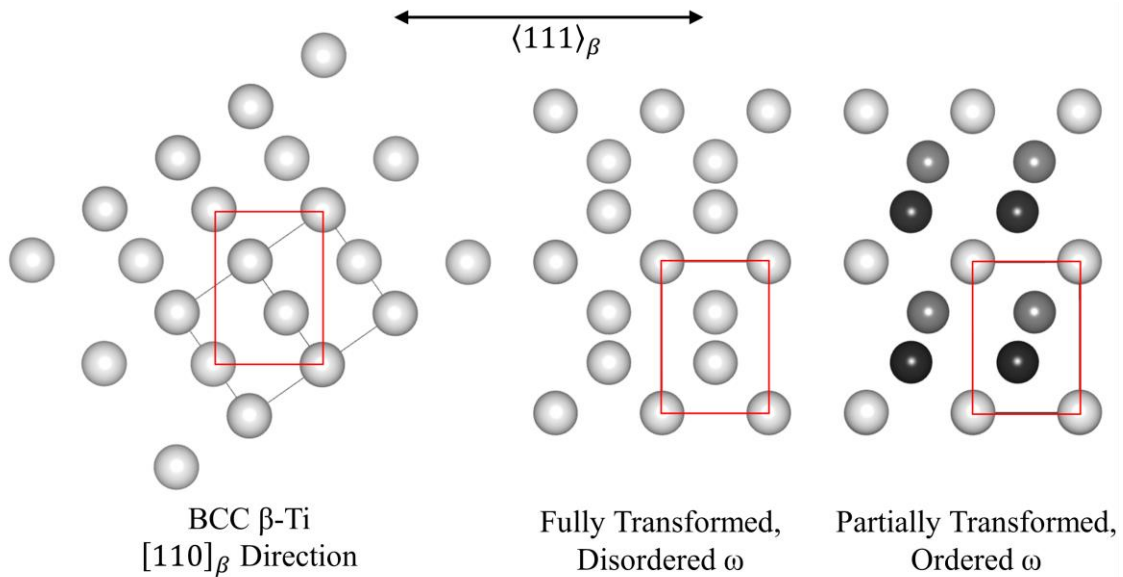 ⟨111⟩β
BCC β-Ti
[110]β Direction
Fully Transformed,
Disordered ω
Partially Transformed,
Ordered ω